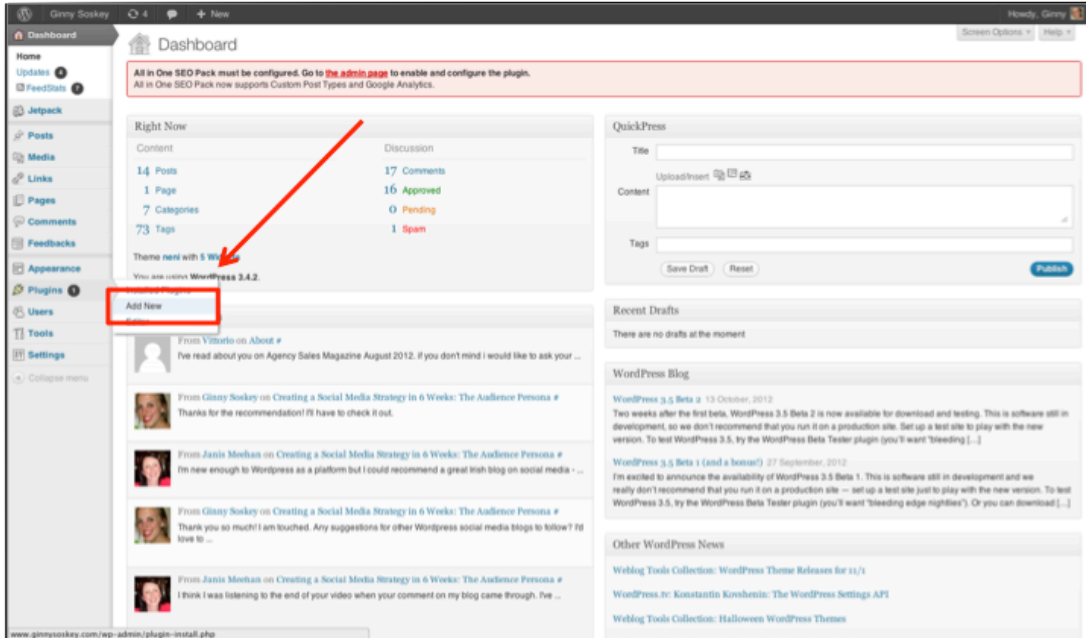 Ginny Soskey 4 + New Howdy, Ginny
Screen Options Help
Dashboard
Home
Updates 4
FeedStats
Jetpack
Posts
Media
Links
Pages
Comments
Feedbacks
Appearance
Plugins 1
Users
Tools
Settings
Collapse menu
Installed Plugins
Add New
Editor
Dashboard
All in One SEO Pack must be configured. Go to the admin page to enable and configure the plugin.
All in One SEO Pack now supports Custom Post Types and Google Analytics.
Right Now
Content Discussion
14 Posts 17 Comments
1 Page 16 Approved
7 Categories 0 Pending
73 Tags 1 Spam
Theme neni with 5 Widgets
You are using WordPress 3.4.2.
From Vittorio on About #
I've read about you on Agency Sales Magazine August 2012. if you don't mind i would like to ask your ...
From Ginny Soskey on Creating a Social Media Strategy in 6 Weeks: The Audience Persona #
Thanks for the recommendation! I'll have to check it out.
From Janis Meehan on Creating a Social Media Strategy in 6 Weeks: The Audience Persona #
I'm new enough to Wordpress as a platform but I could recommend a great Irish blog on social media - ...
From Ginny Soskey on Creating a Social Media Strategy in 6 Weeks: The Audience Persona #
Thank you so much! I am touched. Any suggestions for other Wordpress social media blogs to follow? I'd
love to ...
From Janis Meehan on Creating a Social Media Strategy in 6 Weeks: The Audience Persona #
I think I was listening to the end of your video when your comment on my blog came through. I've ...
QuickPress
Title
Upload/Insert
Content
Tags
Save Draft Reset Publish
Recent Drafts
There are no drafts at the moment
WordPress Blog
WordPress 3.5 Beta 2 13 October, 2012
Two weeks after the first beta, WordPress 3.5 Beta 2 is now available for download and testing. This is software still in
development, so we don't recommend that you run it on a production site. Set up a test site to play with the new
version. To test WordPress 3.5, try the WordPress Beta Tester plugin (you'll want "bleeding [...]
WordPress 3.5 Beta 1 (and a bonus!) 27 September, 2012
I'm excited to announce the availability of WordPress 3.5 Beta 1. This is software still in development and we
really don't recommend that you run it on a production site — set up a test site just to play with the new version. To test
WordPress 3.5, try the WordPress Beta Tester plugin (you'll want "bleeding edge nightlies"). Or you can download [...]
Other WordPress News
Weblog Tools Collection: WordPress Theme Releases for 11/1
WordPress.tv: Konstantin Kovshenin: The WordPress Settings API
Weblog Tools Collection: Halloween WordPress Themes
www.ginnysoskey.com/wp-admin/plugin-install.php